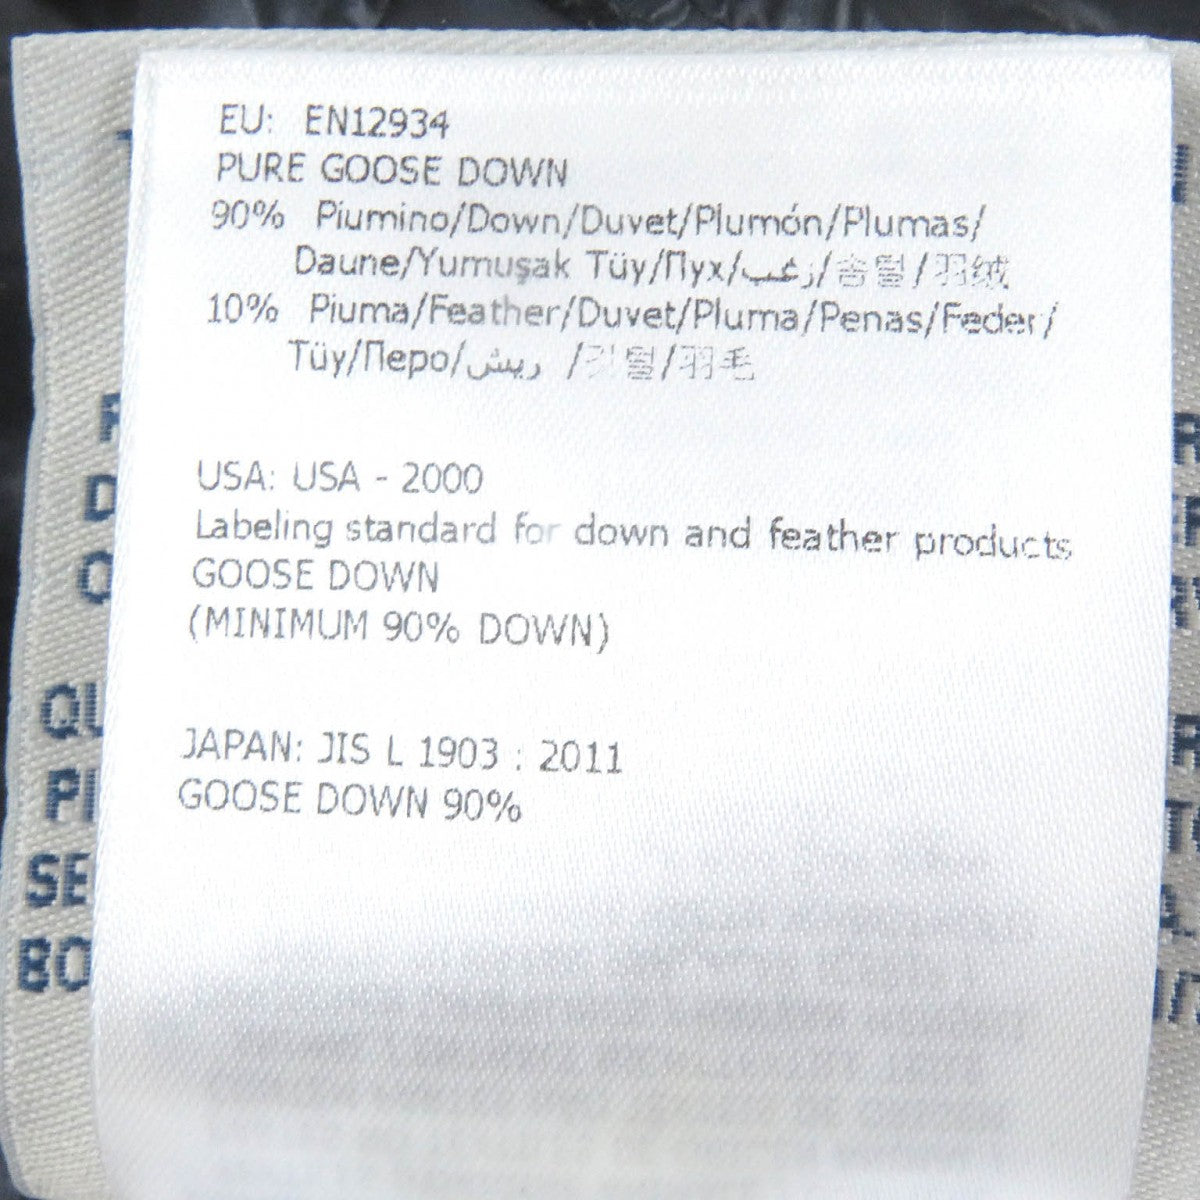 EU: EN12934
PURE GOOSE DOWN
90% Piumino/Down/Duvet/Plumón/Plumas/
Daune/Yumuşak Tüy/Пух/زغب/솜털/羽绒
10% Piuma/Feather/Duvet/Pluma/Penas/Feder/
Tüy/Перо/ريش /깃털/羽毛
USA: USA - 2000
Labeling standard for down and feather products
GOOSE DOWN
(MINIMUM 90% DOWN)
JAPAN: JIS L 1903 : 2011
GOOSE DOWN 90%